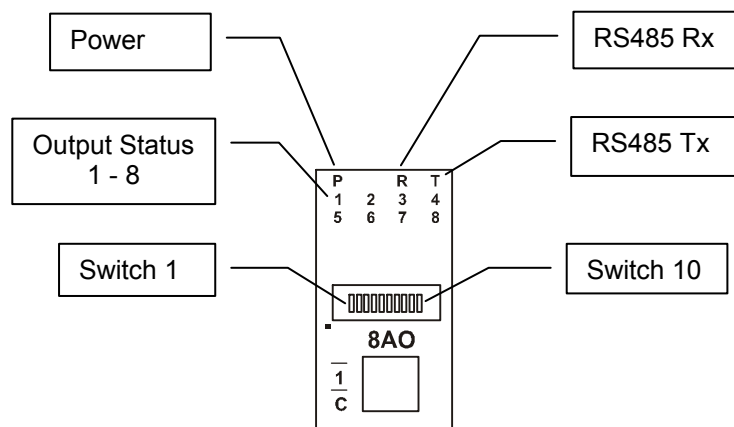 Power
RS485 Rx
Output Status
1 - 8
RS485 Tx
P R T
1 2 3 4
5 6 7 8
Switch 1
Switch 10
8AO
1
C